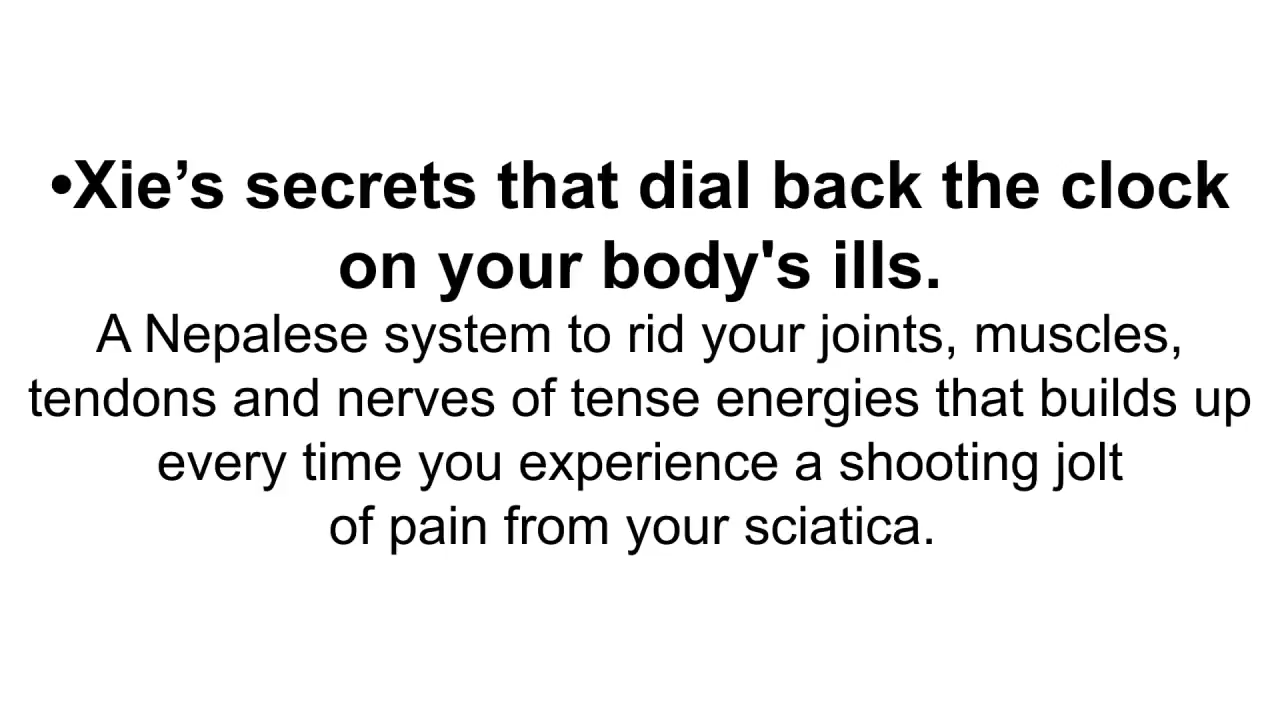 •Xie’s secrets that dial back the clock
on your body's ills.
A Nepalese system to rid your joints, muscles,
tendons and nerves of tense energies that builds up
every time you experience a shooting jolt
of pain from your sciatica.